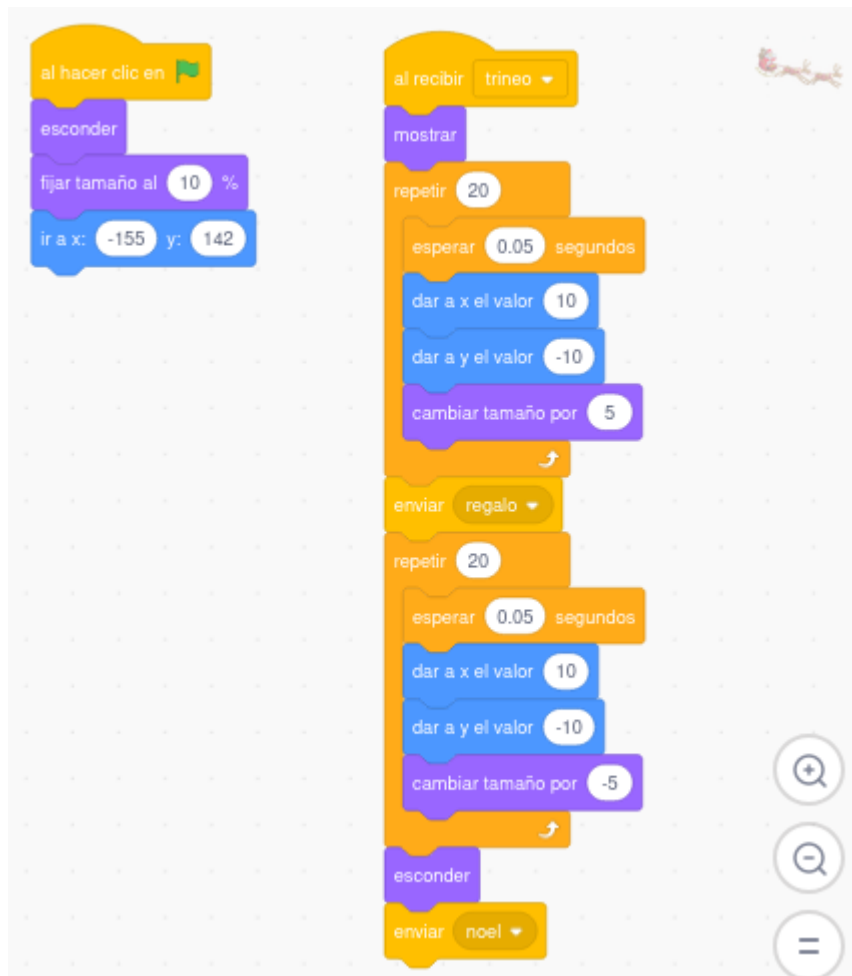 al hacer clic en
esconder
fijar tamaño al 10 %
ir a x: -155 y: 142
al recibir trineo
mostrar
repetir 20
esperar 0.05 segundos
dar a x el valor 10
dar a y el valor -10
cambiar tamaño por 5
enviar regalo
repetir 20
esperar 0.05 segundos
dar a x el valor 10
dar a y el valor -10
cambiar tamaño por -5
esconder
enviar noel